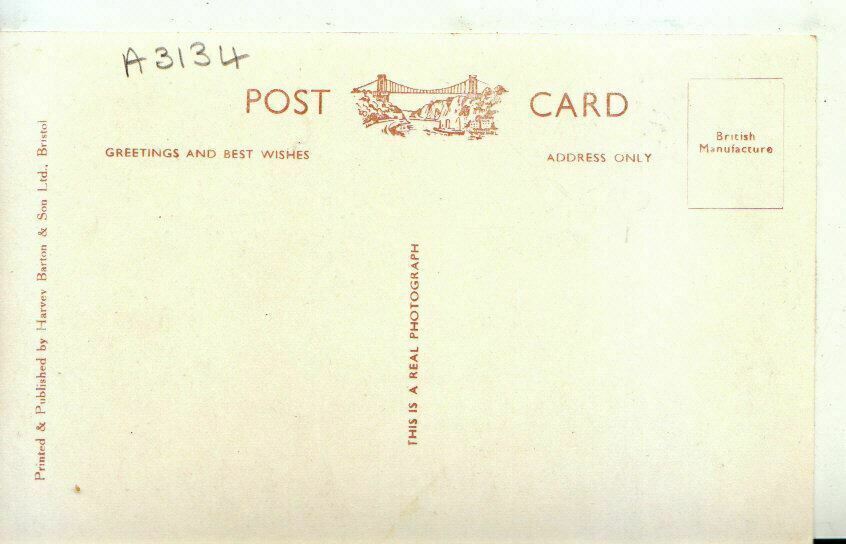 A3134
POST CARD
GREETINGS AND BEST WISHES
ADDRESS ONLY
British
Manufacture
THIS IS A REAL PHOTOGRAPH
Printed & Published by Harvey Barton & Son Ltd., Bristol